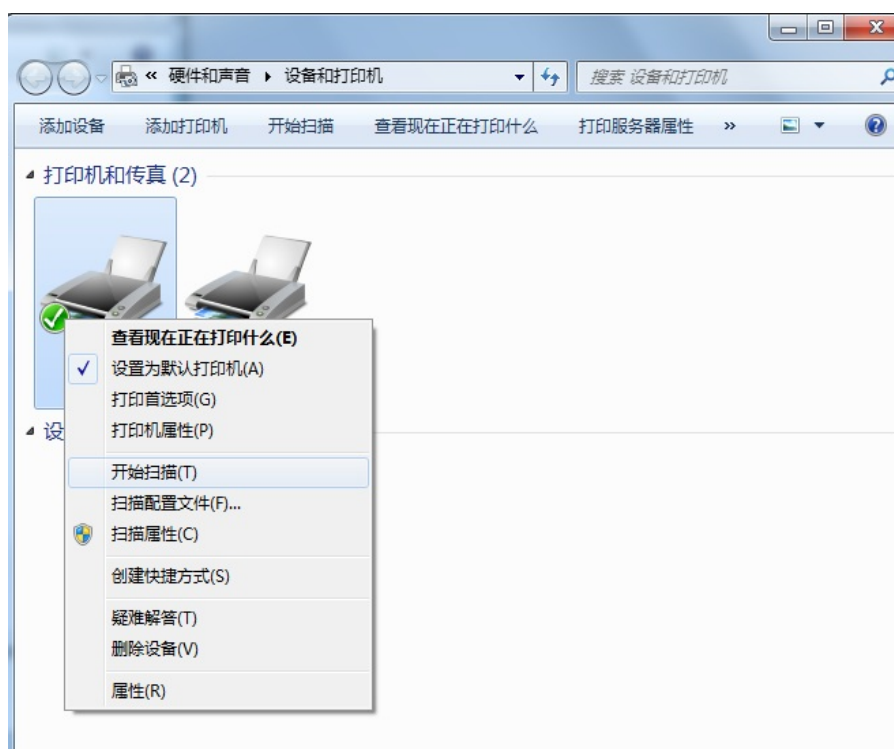 « 硬件和声音 ▸ 设备和打印机
搜索 设备和打印机
添加设备 添加打印机 开始扫描 查看现在正在打印什么 打印服务器属性 »
打印机和传真 (2)
查看现在正在打印什么(E)
设置为默认打印机(A)
打印首选项(G)
打印机属性(P)
设
开始扫描(T)
扫描配置文件(F)...
扫描属性(C)
创建快捷方式(S)
疑难解答(T)
删除设备(V)
属性(R)